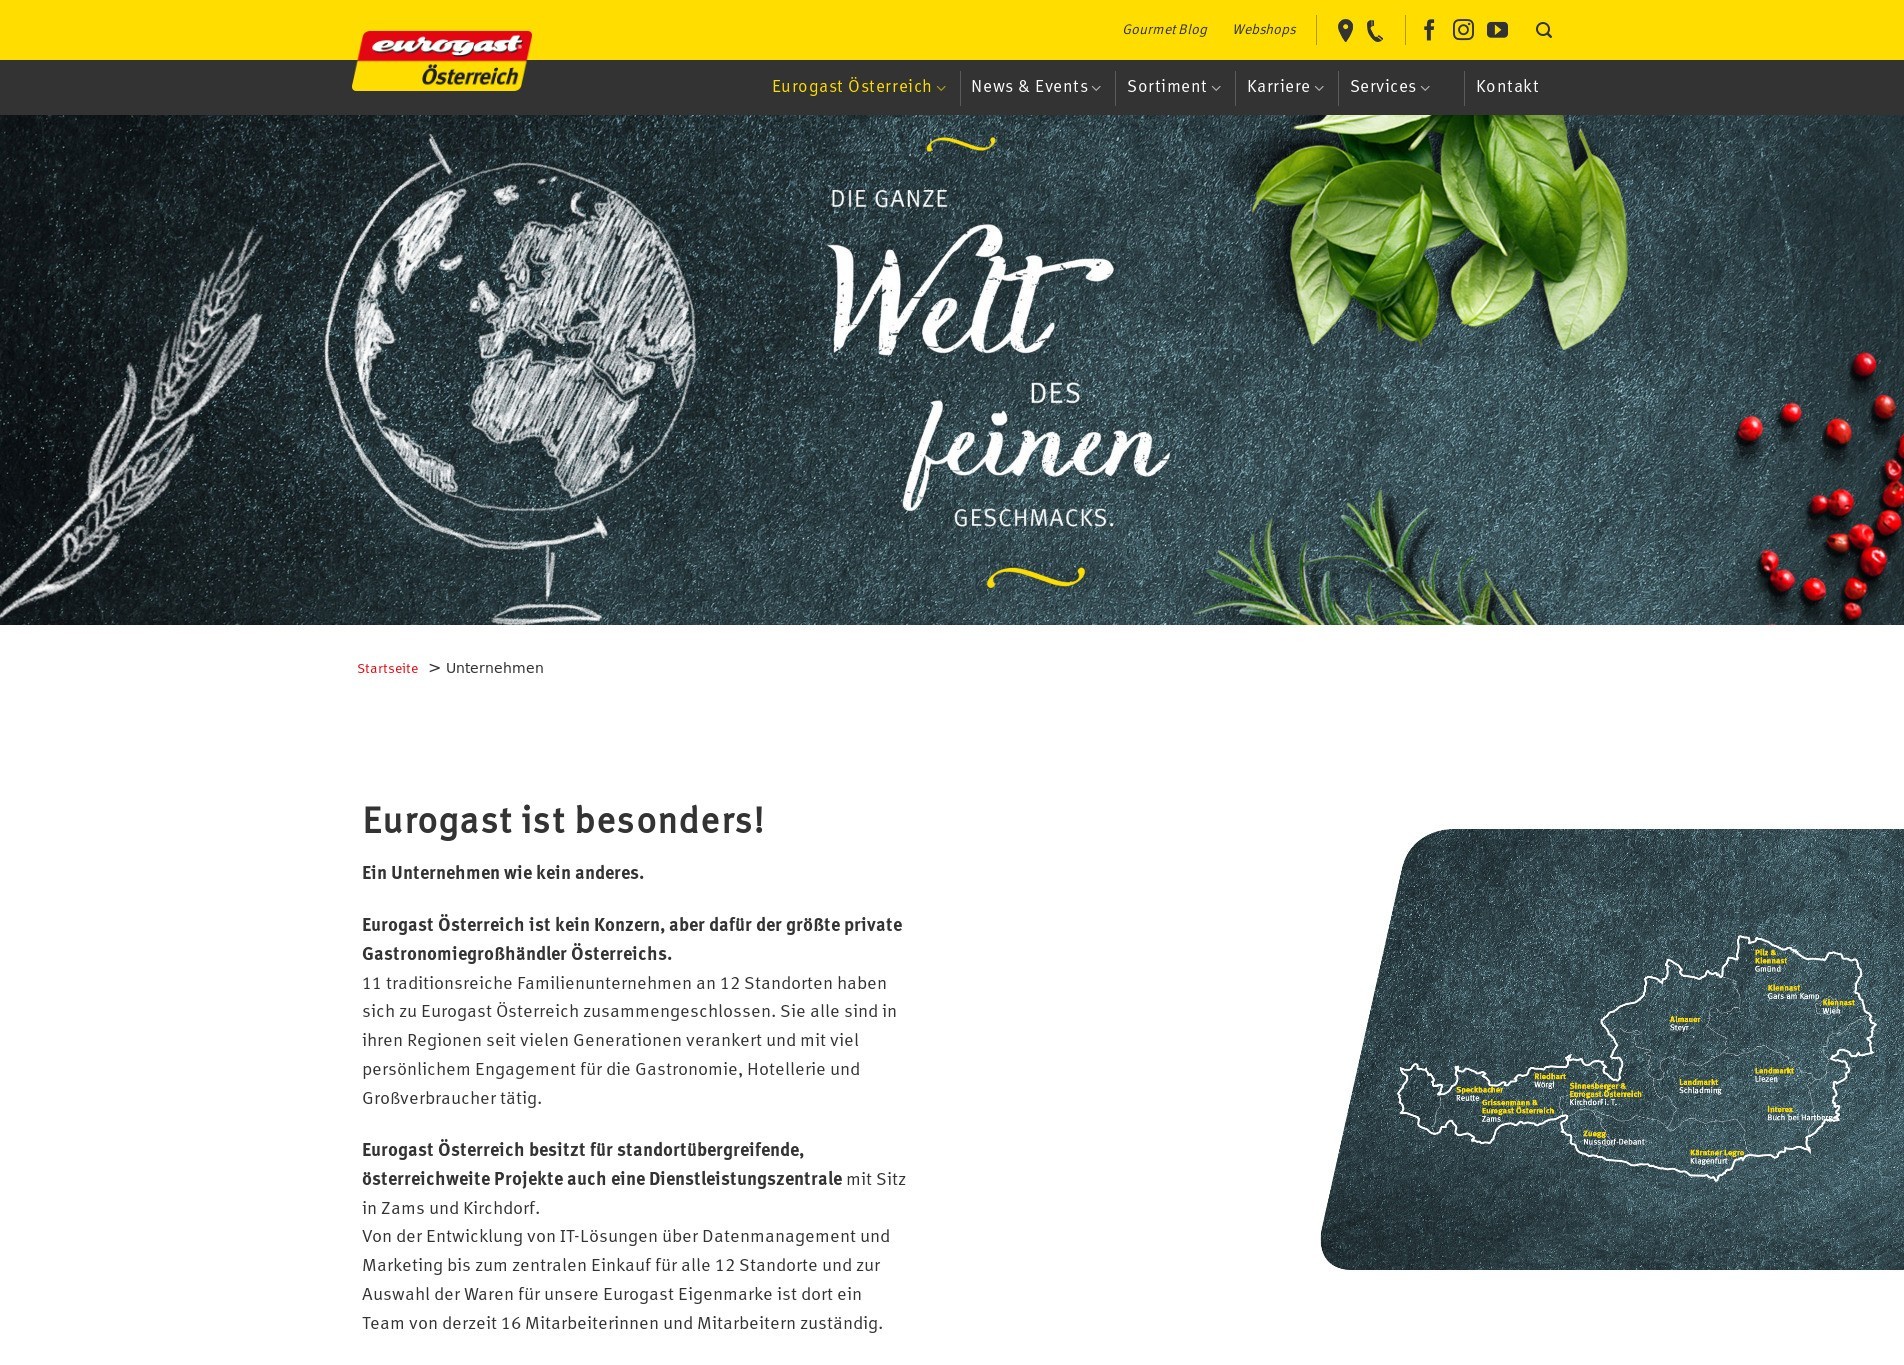 Gourmet Blog Webshops
eurogast
Österreich
Eurogast Österreich News & Events Sortiment Karriere Services Kontakt
DIE GANZE
Welt
DES
feinen
GESCHMACKS.
Startseite > Unternehmen
Eurogast ist besonders!
Ein Unternehmen wie kein anderes.
Eurogast Österreich ist kein Konzern, aber dafür der größte private
Gastronomiegroßhändler Österreichs.
11 traditionsreiche Familienunternehmen an 12 Standorten haben
sich zu Eurogast Österreich zusammengeschlossen. Sie alle sind in
ihren Regionen seit vielen Generationen verankert und mit viel
persönlichem Engagement für die Gastronomie, Hotellerie und
Großverbraucher tätig.
Eurogast Österreich besitzt für standortübergreifende,
österreichweite Projekte auch eine Dienstleistungszentrale mit Sitz
in Zams und Kirchdorf.
Von der Entwicklung von IT-Lösungen über Datenmanagement und
Marketing bis zum zentralen Einkauf für alle 12 Standorte und zur
Auswahl der Waren für unsere Eurogast Eigenmarke ist dort ein
Team von derzeit 16 Mitarbeiterinnen und Mitarbeitern zuständig.
Pilz &
Kiennast
Gmünd
Kiennast
Gars am Kamp
Kiennast
Wien
Almauer
Steyr
Landmarkt
Liezen
Landmarkt
Schladming
Riedhart
Wörgl
Sinnesberger &
Eurogast Österreich
Kirchdorf i. T.
Speckbacher
Reutte
Grissemann &
Eurogast Österreich
Zams
Interex
Buch bei Hartberg
Zuegg
Nussdorf-Debant
Kärntner Legro
Klagenfurt